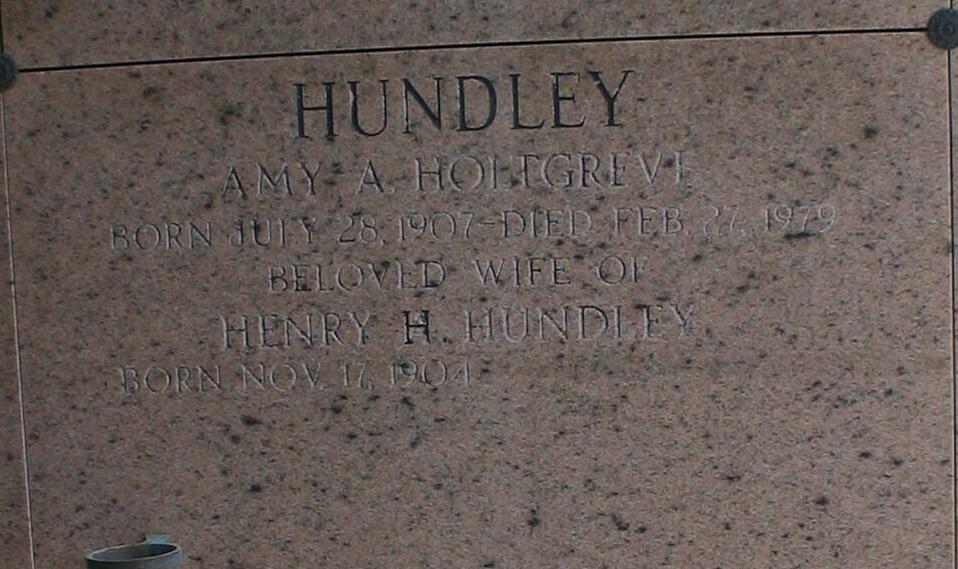 HUNDLEY
AMY A. HOLTGREVE
BORN JULY 28, 1907–DIED FEB. 27, 1979
BELOVED WIFE OF
HENRY H. HUNDLEY
BORN NOV. 17, 1904